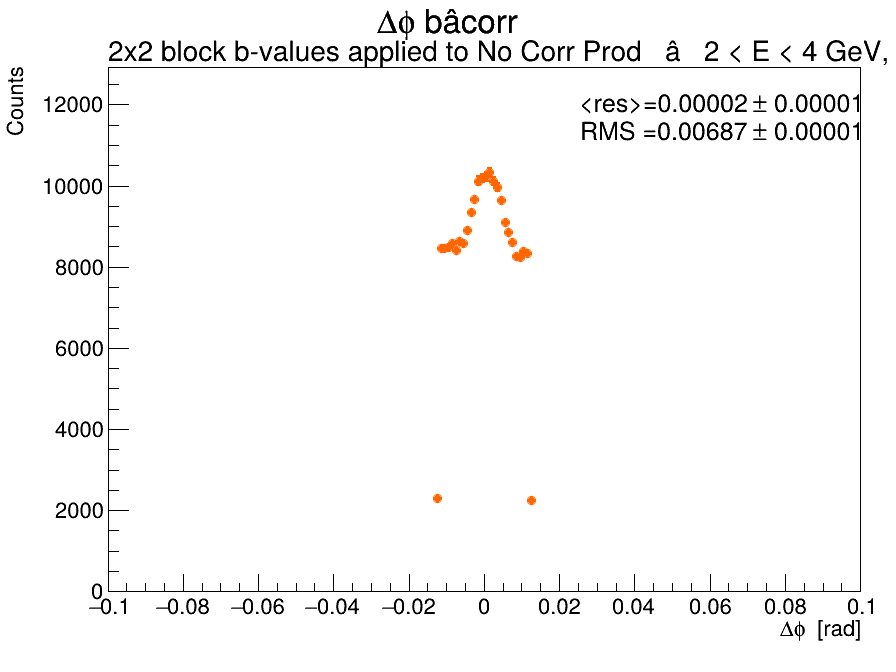 Δϕ bâcorr
2x2 block b-values applied to No Corr Prod â 2 < E < 4 GeV,
Counts
<res>=0.00002±0.00001
RMS =0.00687±0.00001
12000
10000
8000
6000
4000
2000
0
−0.1 −0.08 −0.06 −0.04 −0.02 0 0.02 0.04 0.06 0.08 0.1
Δϕ [rad]